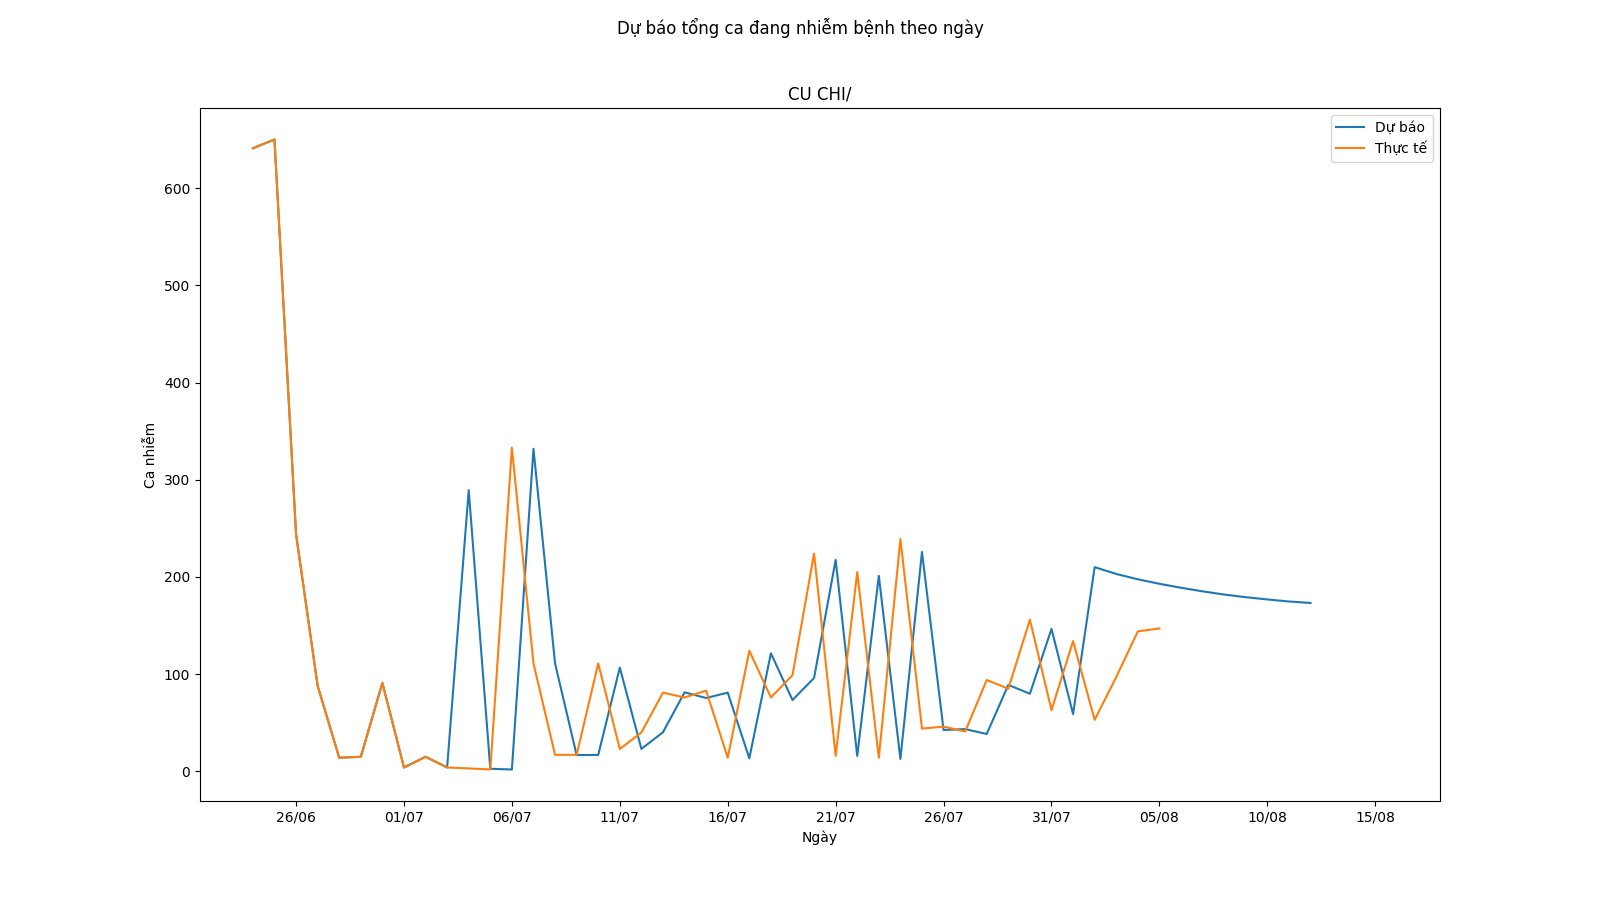 Dự báo tổng ca đang nhiễm bệnh theo ngày
CU CHI/
Dự báo
Thực tế
600
500
400
300
200
100
0
Ca nhiễm
26/06 01/07 06/07 11/07 16/07 21/07 26/07 31/07 05/08 10/08 15/08
Ngày